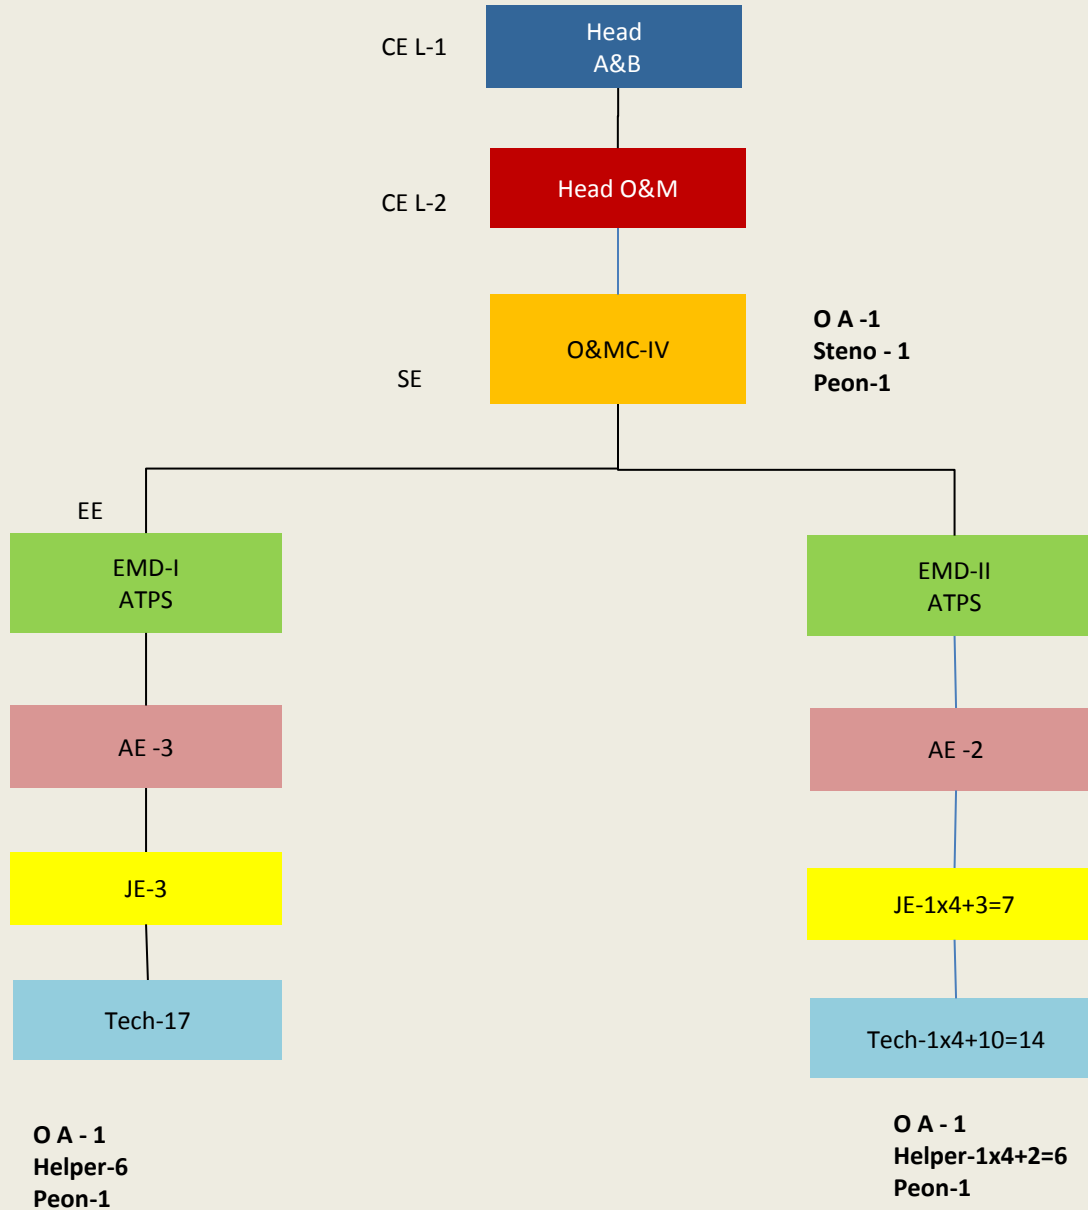 CE L-1
Head
A&B
CE L-2
Head O&M
O&MC-IV
SE
O A -1
Steno - 1
Peon-1
EE
EMD-I
ATPS
EMD-II
ATPS
AE -3
AE -2
JE-3
JE-1x4+3=7
Tech-17
Tech-1x4+10=14
O A - 1
Helper-6
Peon-1
O A - 1
Helper-1x4+2=6
Peon-1